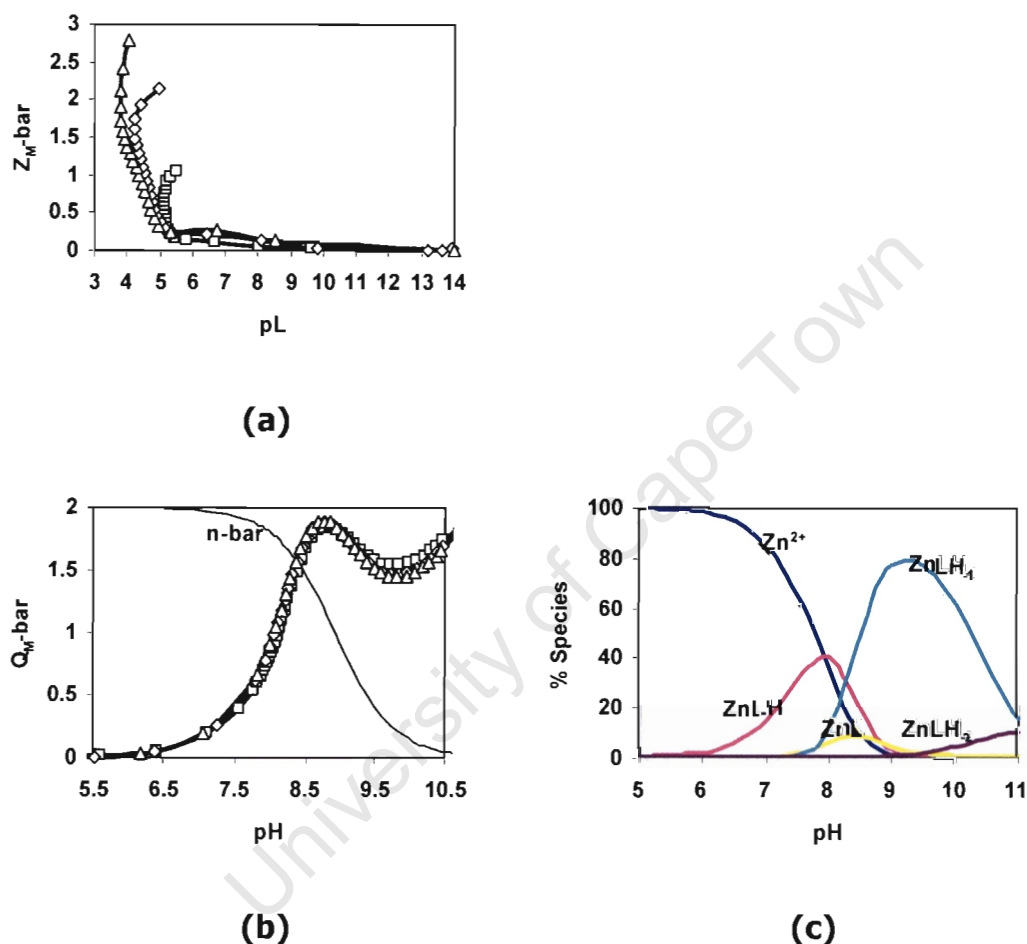 3
2.5
2
1.5
1
0.5
0
Z_M-bar
3 4 5 6 7 8 9 10 11 12 13 14
pL
(a)
2
1.5
1
0.5
0
Q_M-bar
n-bar
5.5 6.5 7.5 8.5 9.5 10.5
pH
(b)
100
80
60
40
20
0
% Species
Zn²⁺
ZnLH₋₁
ZnL-H
ZnL
5 6 7 8 9 10 11
pH
(c)
University of Cape Town